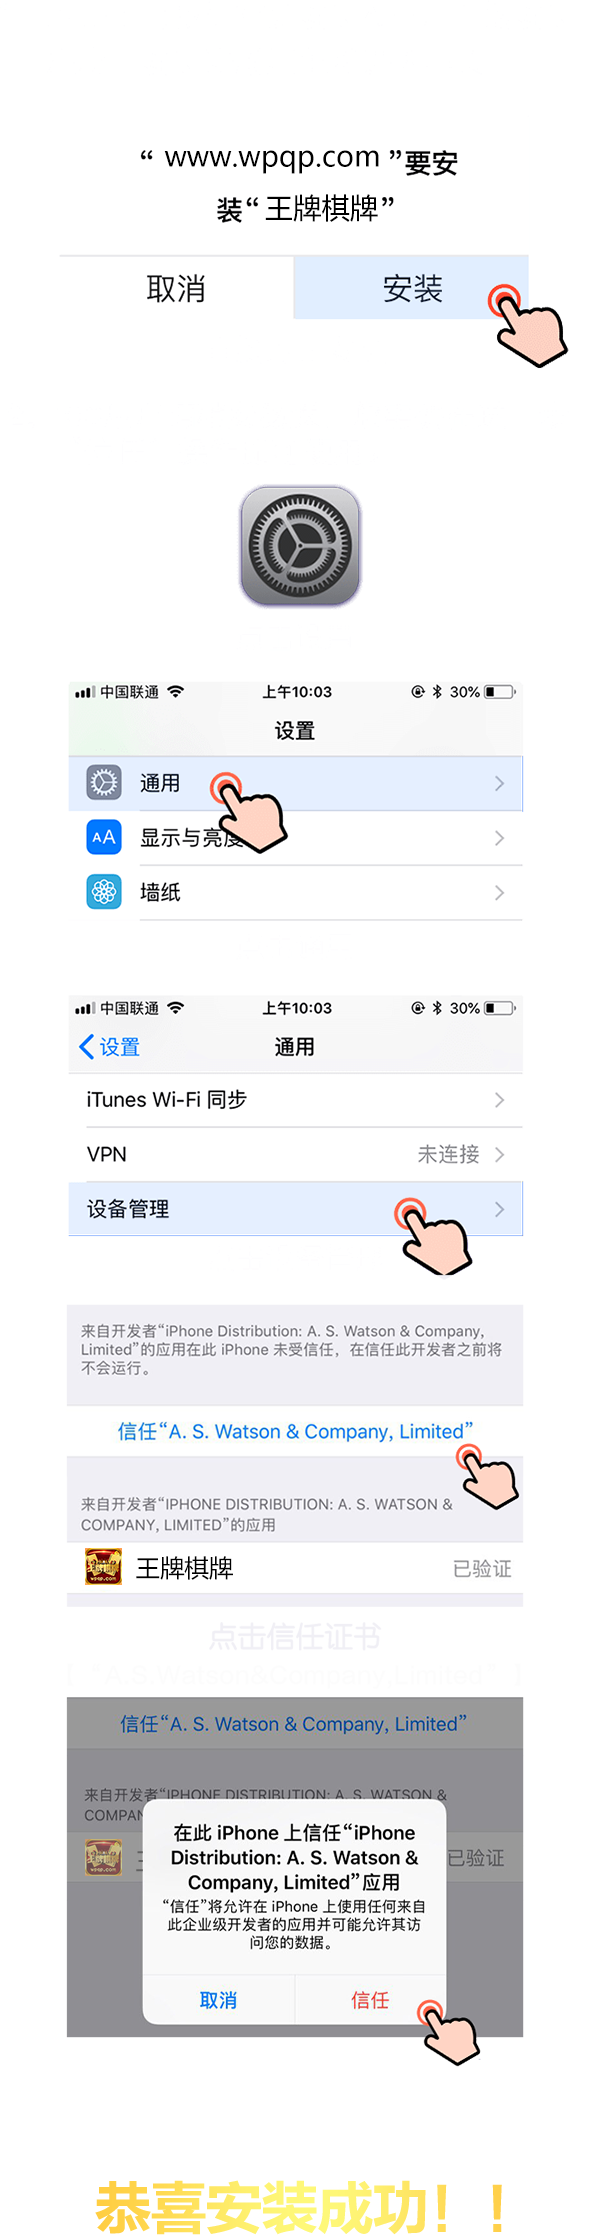 “ www.wpqp.com ”要安
装“ 王牌棋牌”
取消 安装
中国联通 上午10:03 30%
设置
通用
显示与亮度
墙纸
中国联通 上午10:03 30%
设置 通用
iTunes Wi-Fi 同步
VPN 未连接
设备管理
来自开发者“iPhone Distribution: A. S. Watson & Company,
Limited”的应用在此 iPhone 未受信任，在信任此开发者之前将
不会运行。
信任“A. S. Watson & Company, Limited”
来自开发者“IPHONE DISTRIBUTION: A. S. WATSON &
COMPANY, LIMITED”的应用
wpqp.com
王牌棋牌 已验证
点击信任证书
“A.S.Watson&Company,Limited”
信任“A. S. Watson & Company, Limited”
来自开发者“IPHONE DISTRIBUTION: A. S. WATSON &
COMPAN
已验证
在此 iPhone 上信任“iPhone
Distribution: A. S. Watson &
Company, Limited”应用
“信任”将允许在 iPhone 上使用任何来自
此企业级开发者的应用并可能允许其访
问您的数据。
取消 信任
恭喜安装成功！！